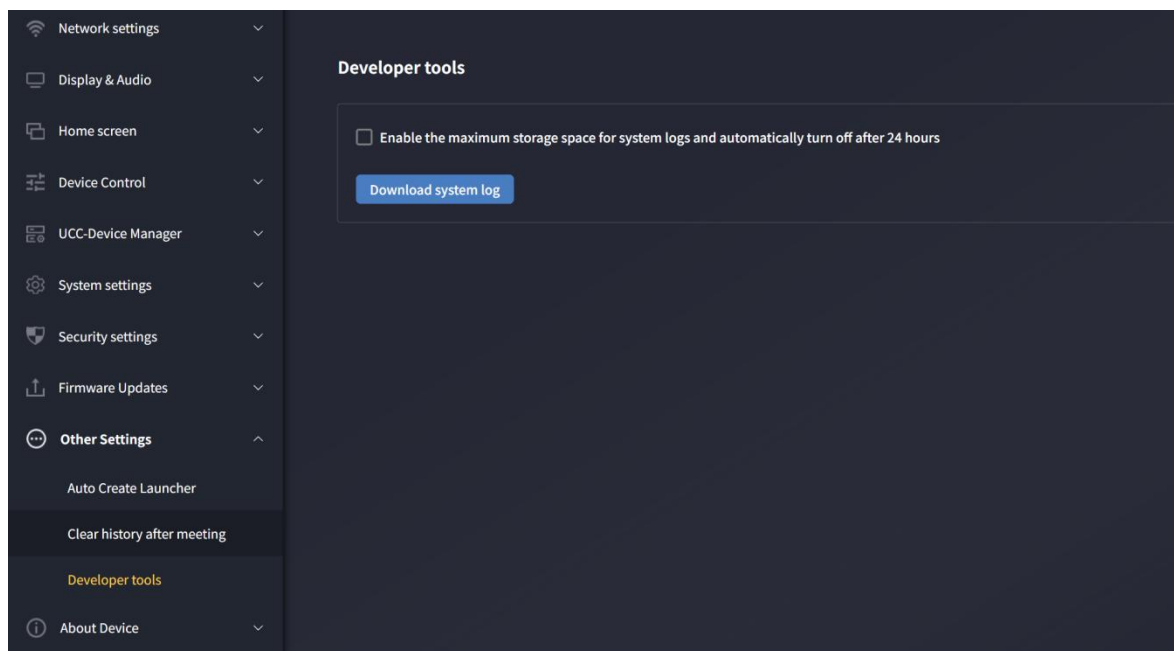 Network settings
Display & Audio
Home screen
Device Control
UCC-Device Manager
System settings
Security settings
Firmware Updates
Other Settings
Auto Create Launcher
Clear history after meeting
Developer tools
About Device
Developer tools
Enable the maximum storage space for system logs and automatically turn off after 24 hours
Download system log